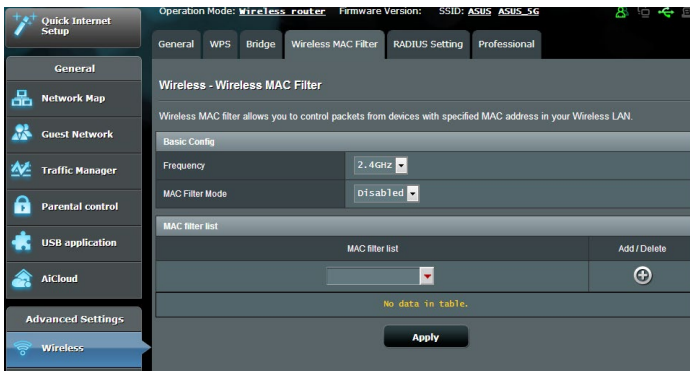 Quick Internet
Setup
Operation Mode: Wireless router Firmware Version: SSID: ASUS ASUS_5G
General WPS Bridge Wireless MAC Filter RADIUS Setting Professional
General
Network Map
Guest Network
Traffic Manager
Parental control
USB application
AiCloud
Advanced Settings
Wireless
Wireless - Wireless MAC Filter
Wireless MAC filter allows you to control packets from devices with specified MAC address in your Wireless LAN.
Basic Config
Frequency 2.4GHz
MAC Filter Mode Disabled
MAC filter list
MAC filter list Add / Delete
No data in table.
Apply